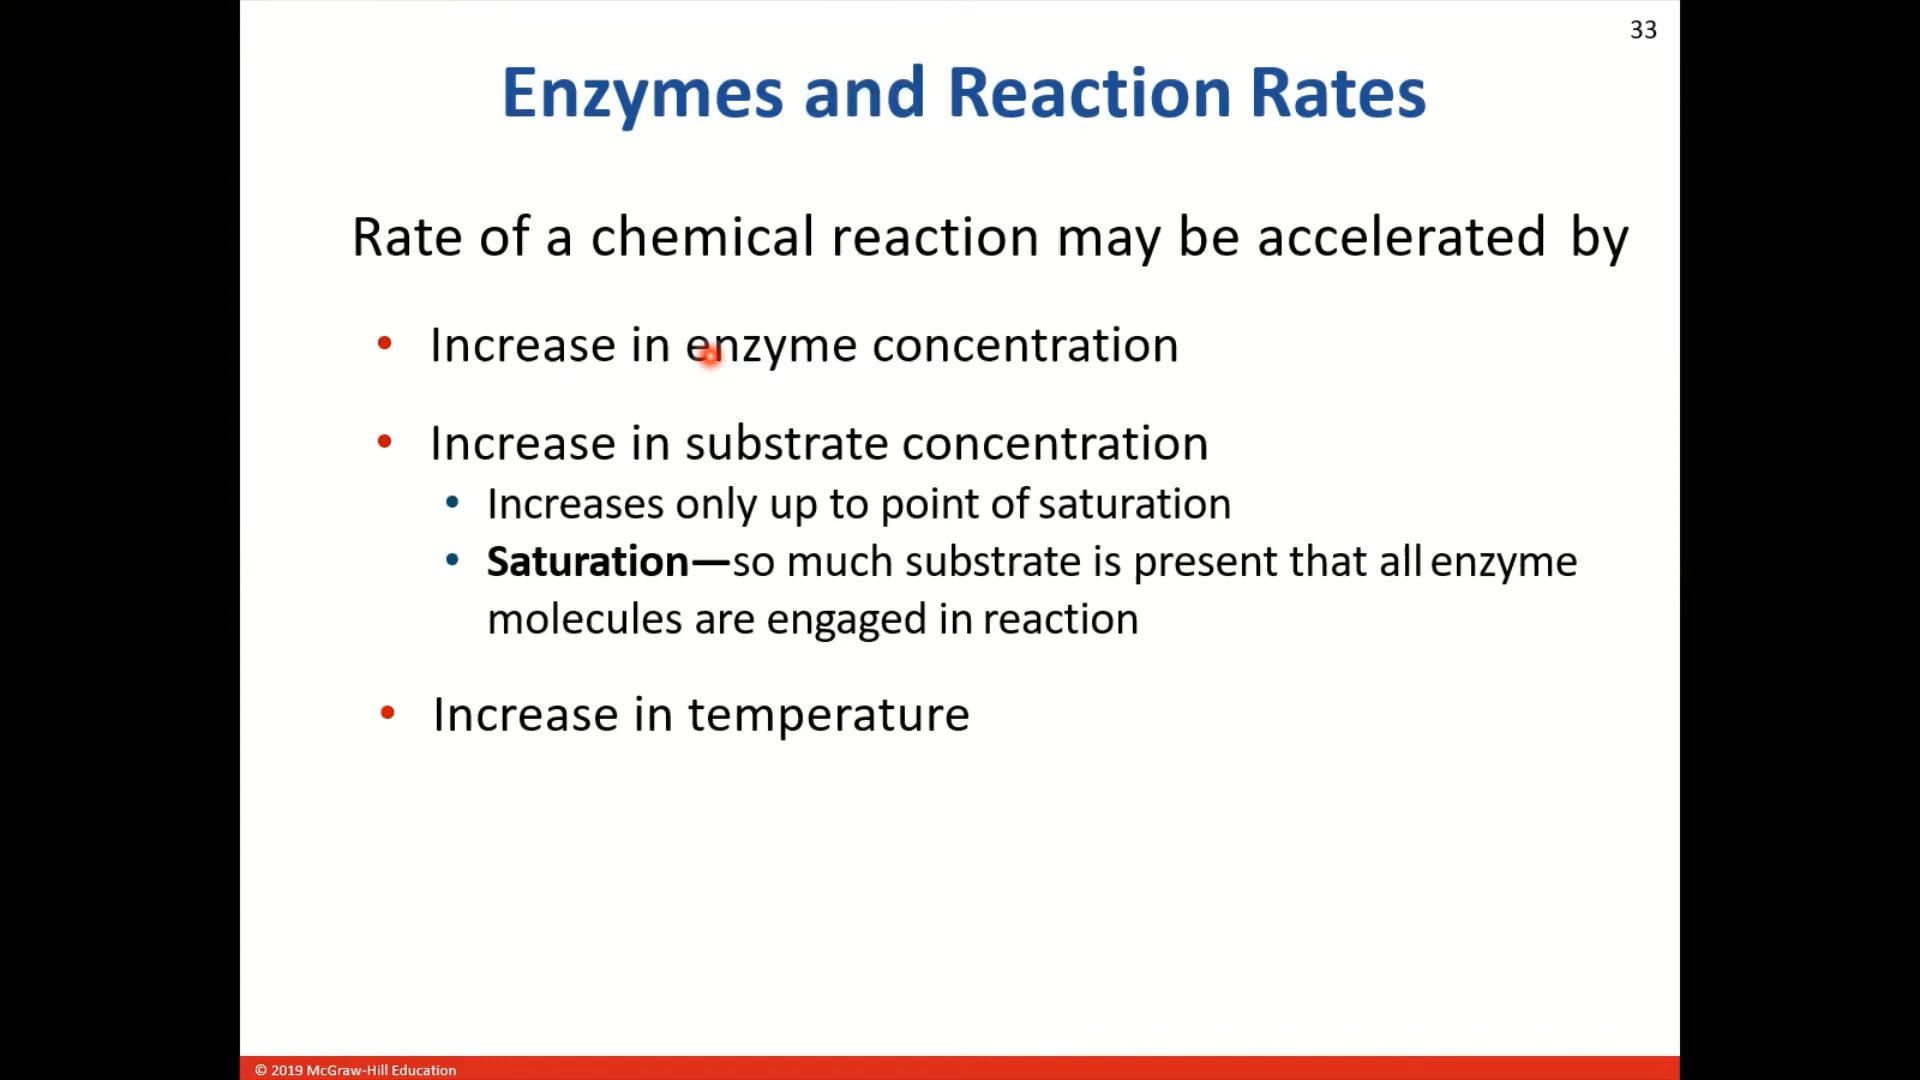 33
Enzymes and Reaction Rates
Rate of a chemical reaction may be accelerated by
• Increase in enzyme concentration
• Increase in substrate concentration
• Increases only up to point of saturation
• Saturation—so much substrate is present that all enzyme
molecules are engaged in reaction
• Increase in temperature
© 2019 McGraw-Hill Education